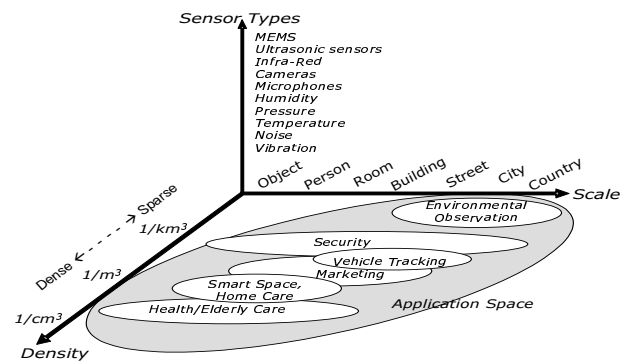 Sensor Types
MEMS
Ultrasonic sensors
Infra-Red
Cameras
Microphones
Humidity
Pressure
Temperature
Noise
Vibration
Object
Person
Room
Building
Street
City
Country
Scale
Environmental
Observation
Sparse
1/km³
Security
Vehicle Tracking
Marketing
Dense
1/m³
Smart Space,
Home Care
Application Space
Health/Elderly Care
1/cm³
Density